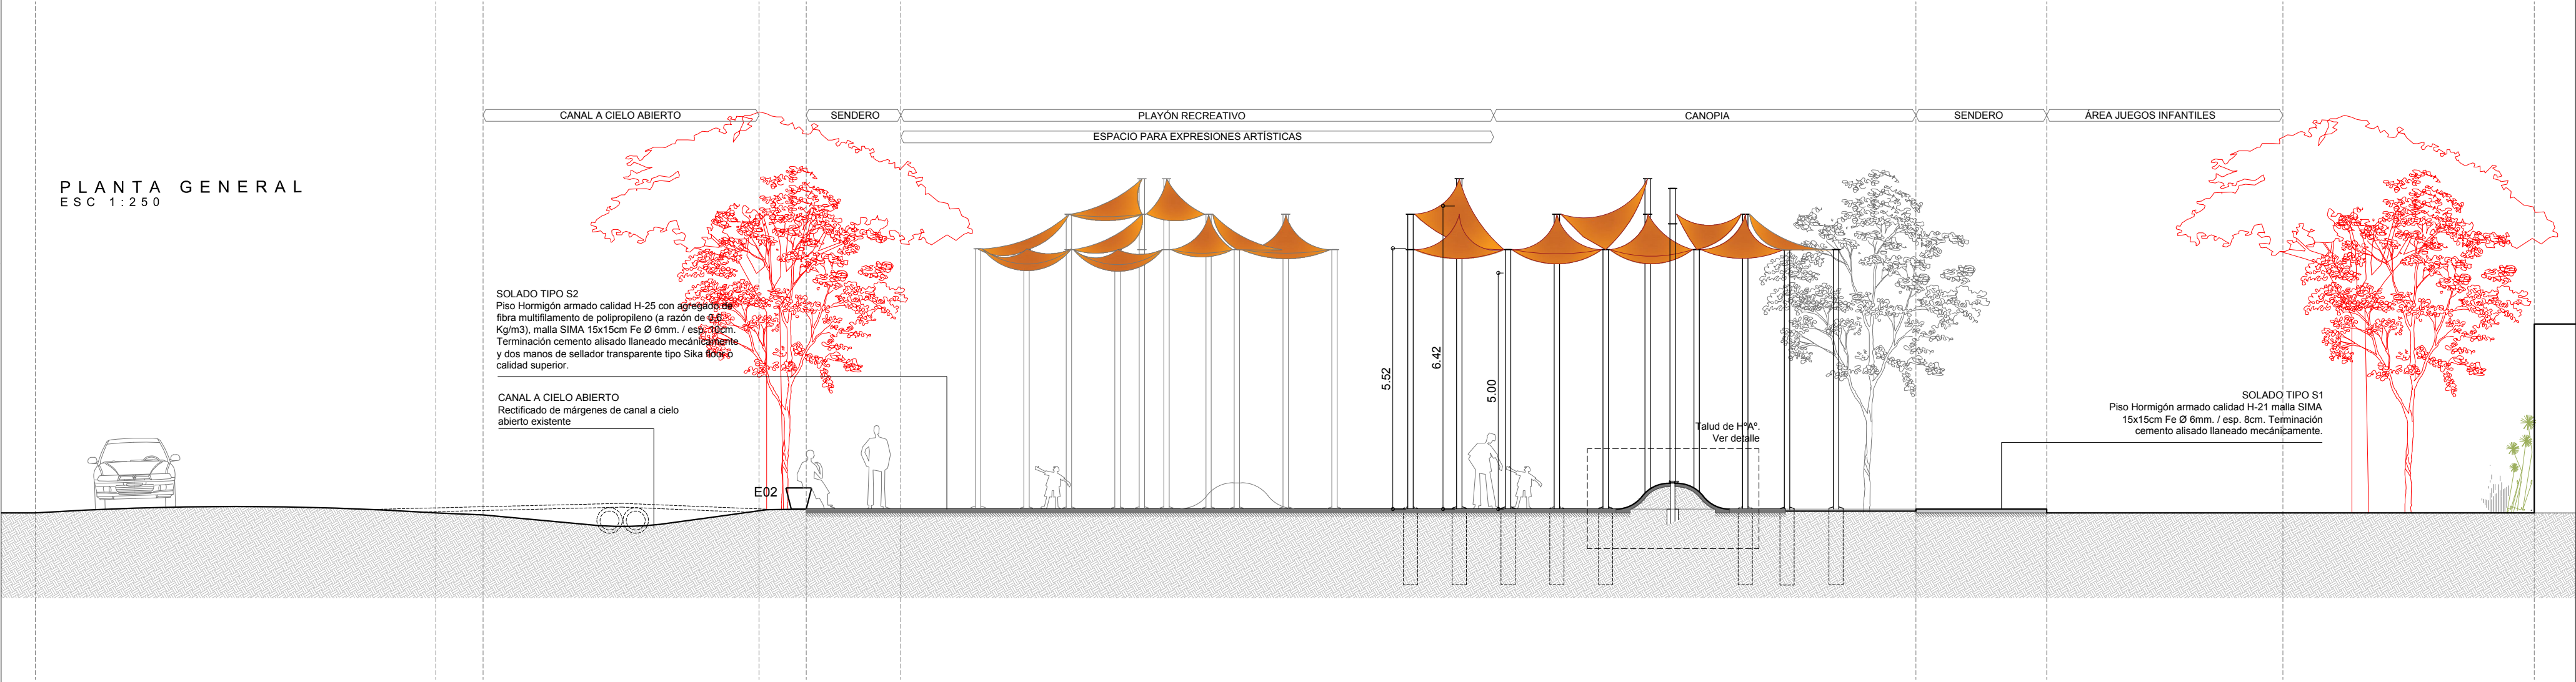 CANAL A CIELO ABIERTO
SENDERO
PLAYÓN RECREATIVO
CANOPIA
SENDERO
ÁREA JUEGOS INFANTILES
ESPACIO PARA EXPRESIONES ARTÍSTICAS
PLANTA GENERAL
ESC 1:250
SOLADO TIPO S2
Piso Hormigón armado calidad H-25 con agregado de
fibra multifilamento de polipropileno (a razón de 0,6
Kg/m3), malla SIMA 15x15cm Fe Ø 6mm. / esp. 10cm.
Terminación cemento alisado llaneado mecánicamente
y dos manos de sellador transparente tipo Sika floor o
calidad superior.
CANAL A CIELO ABIERTO
Rectificado de márgenes de canal a cielo
abierto existente
E02
5.52
6.42
5.00
Talud de HºAº.
Ver detalle
SOLADO TIPO S1
Piso Hormigón armado calidad H-21 malla SIMA
15x15cm Fe Ø 6mm. / esp. 8cm. Terminación
cemento alisado llaneado mecánicamente.